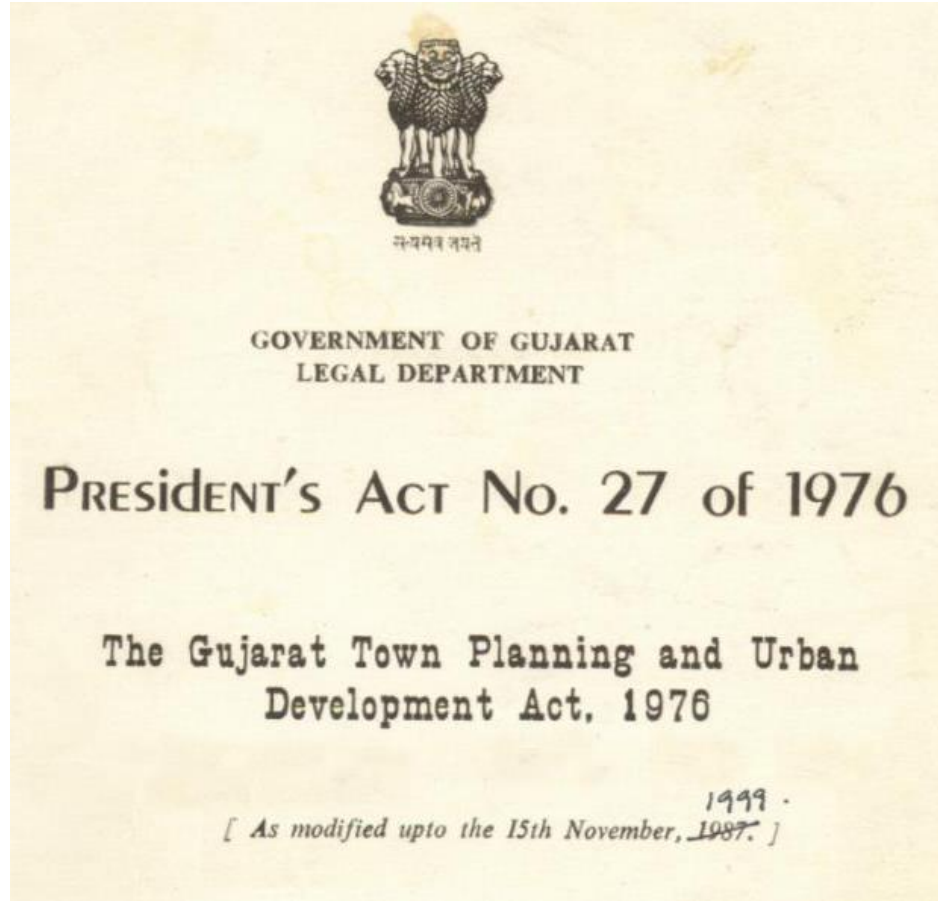 सत्यमेव जयते
GOVERNMENT OF GUJARAT
LEGAL DEPARTMENT
PRESIDENT'S ACT No. 27 of 1976
The Gujarat Town Planning and Urban
Development Act, 1976
1999.
[ As modified upto the 15th November, 1987. ]